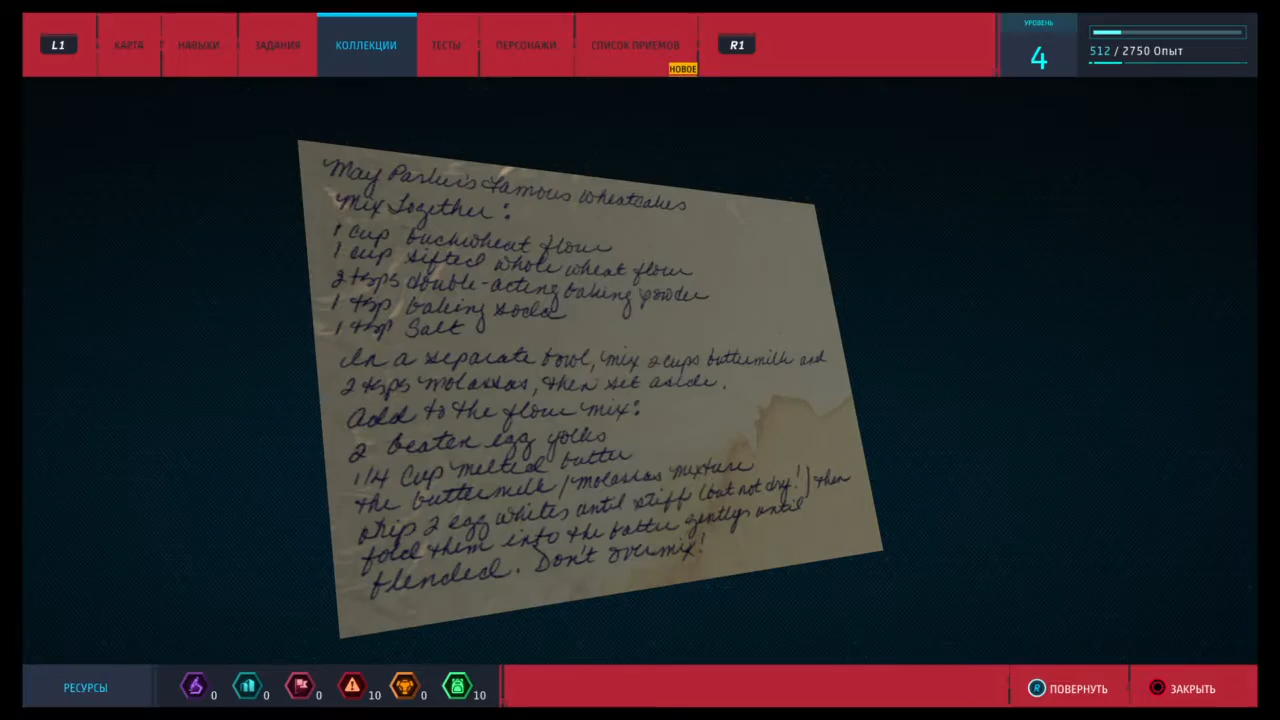 L1
КАРТА
НАВЫКИ
ЗАДАНИЯ
КОЛЛЕКЦИИ
ТЕСТЫ
ПЕРСОНАЖИ
СПИСОК ПРИЕМОВ
НОВОЕ
R1
УРОВЕНЬ
4
512 / 2750 Опыт
May Parker's Famous Wheatcakes
Mix Together:
1 cup buckwheat flour
1 cup sifted whole wheat flour
2 tsps double-acting baking powder
1 tsp baking soda
1 tsp Salt
In a separate bowl, mix 2 cups buttermilk and
2 tsps molassas, then set aside.
Add to the flour mix:
2 beaten egg yolks
1/4 cup melted butter
the buttermilk/molassas mixture
whip 2 egg whites until stiff (but not dry!) then
fold them into the batter gently until
blended. Don't overmix!
РЕСУРСЫ
0
0
0
10
0
10
R ПОВЕРНУТЬ
ЗАКРЫТЬ